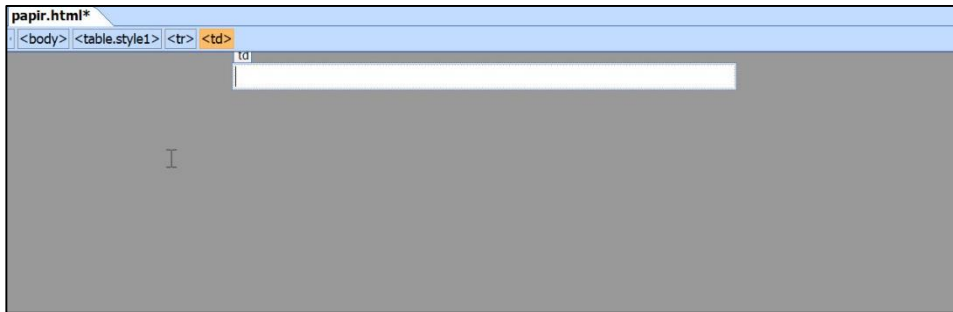 papir.html*
<body> <table.style1> <tr> <td>
td